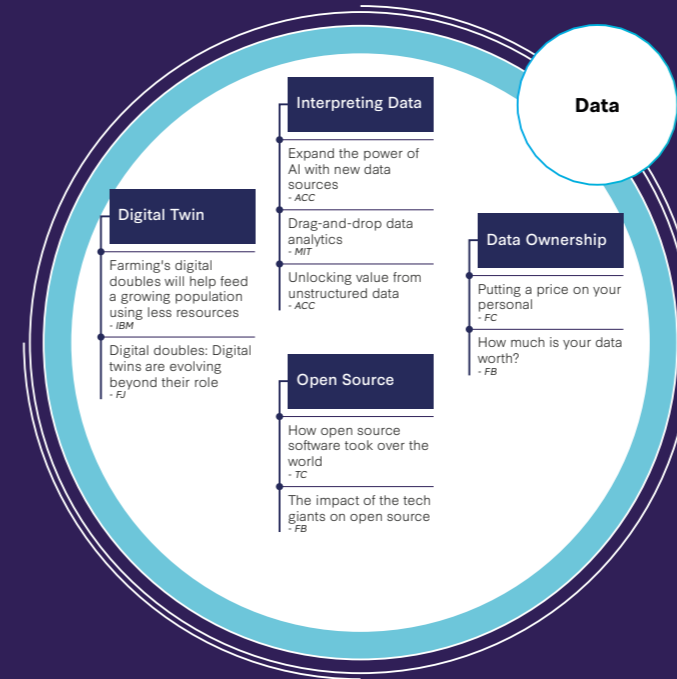 Data
Interpreting Data
Expand the power of
AI with new data
sources
- ACC
Drag-and-drop data
analytics
- MIT
Unlocking value from
unstructured data
- ACC
Digital Twin
Farming's digital
doubles will help feed
a growing population
using less resources
- IBM
Digital doubles: Digital
twins are evolving
beyond their role
- FJ
Data Ownership
Putting a price on your
personal
- FC
How much is your data
worth?
- FB
Open Source
How open source
software took over the
world
- TC
The impact of the tech
giants on open source
- FB